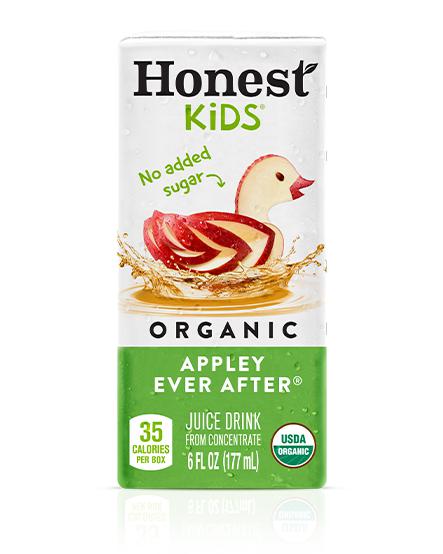 Honest
KiDS®
No added
sugar
ORGANIC
APPLEY
EVER AFTER®
35
CALORIES
PER BOX
JUICE DRINK
FROM CONCENTRATE
6 FL OZ (177 mL)
USDA
ORGANIC